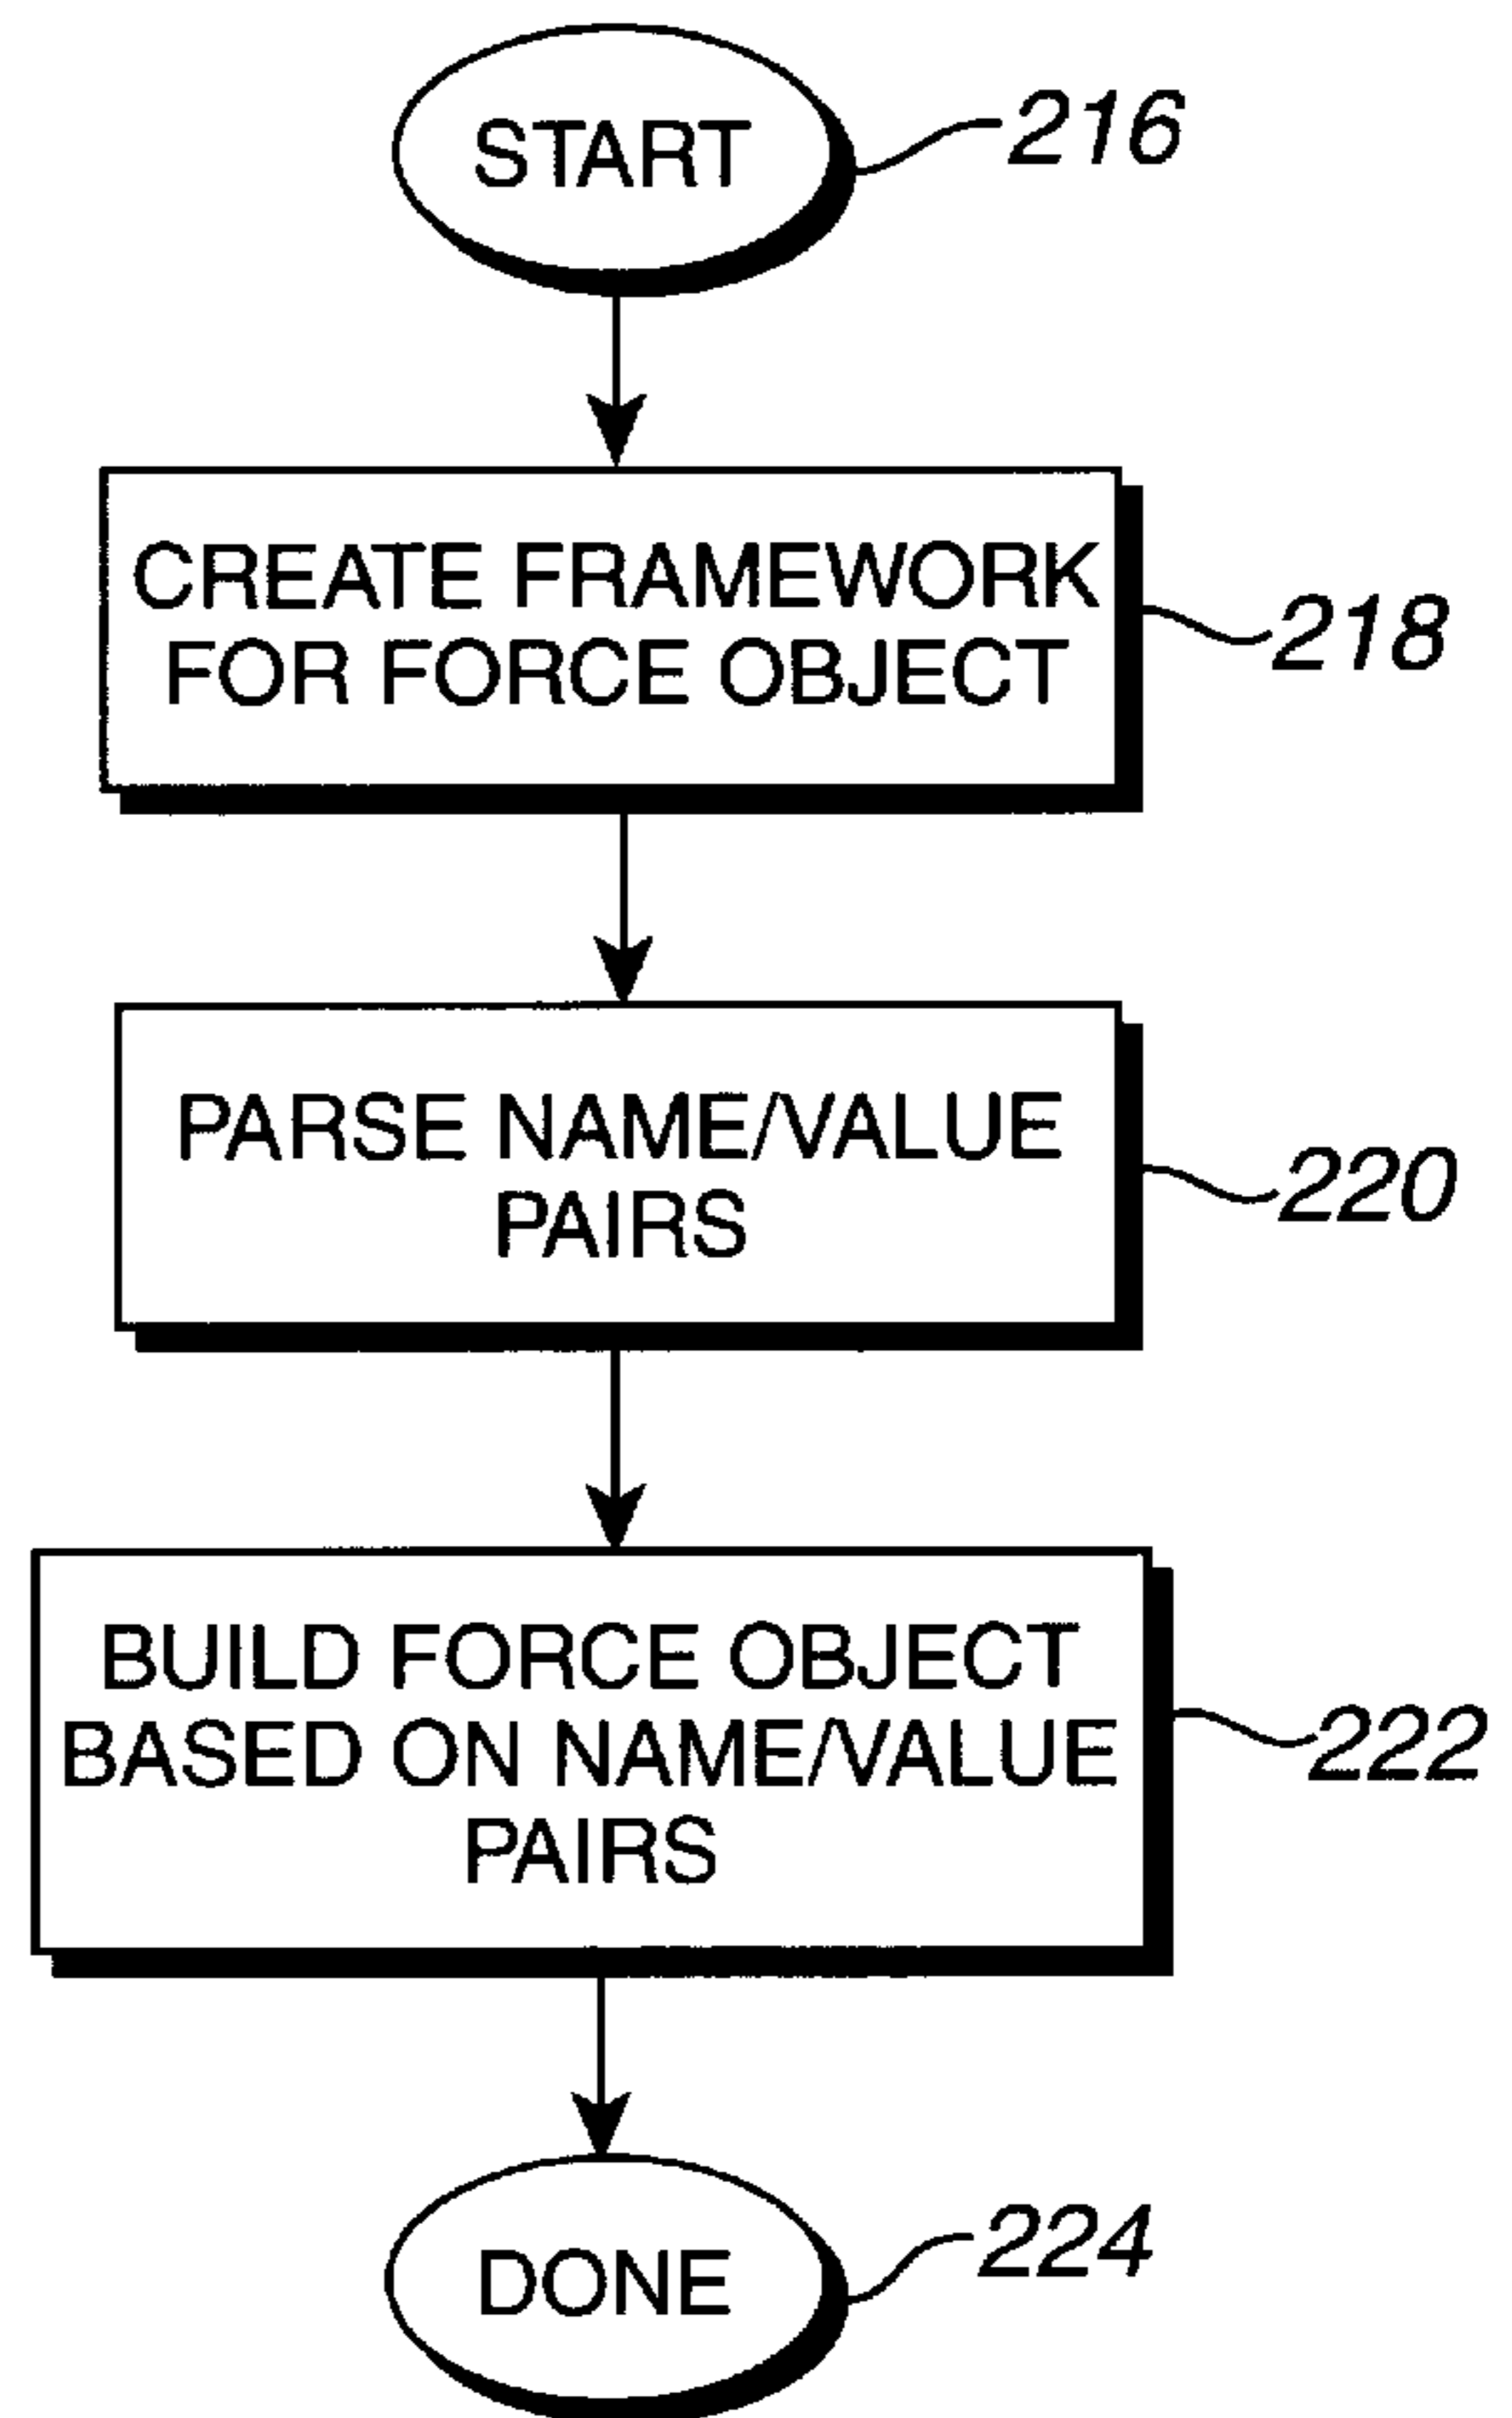 START
216
CREATE FRAMEWORK
FOR FORCE OBJECT
218
PARSE NAME/VALUE
PAIRS
220
BUILD FORCE OBJECT
BASED ON NAME/VALUE
PAIRS
222
DONE
224